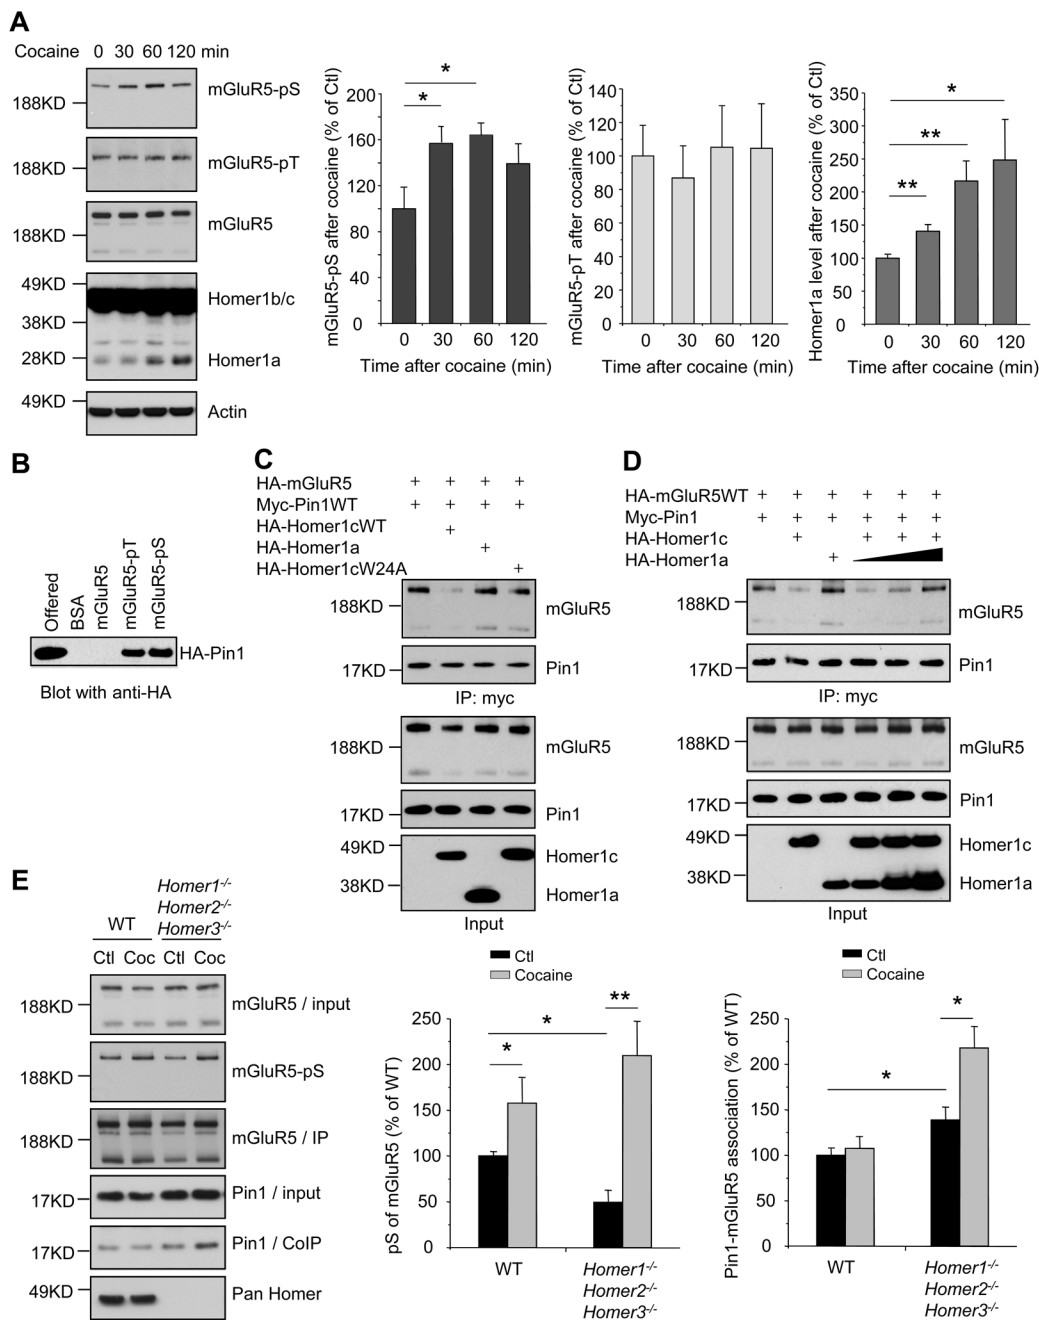 A
Cocaine 0 30 60 120 min
188KD
mGluR5-pS
188KD
mGluR5-pT
188KD
mGluR5
49KD
Homer1b/c
38KD
28KD
Homer1a
49KD
Actin
mGluR5-pS after cocaine (% of Ctl)
200
160
120
80
40
0
*
*
0 30 60 120
Time after cocaine (min)
mGluR5-pT after cocaine (% of Ctl)
140
120
100
80
60
40
20
0
0 30 60 120
Time after cocaine (min)
Homer1a level after cocaine (% of Ctl)
350
300
250
200
150
100
50
0
*
**
**
0 30 60 120
Time after cocaine (min)
B
Offered
BSA
mGluR5
mGluR5-pT
mGluR5-pS
HA-Pin1
Blot with anti-HA
C
HA-mGluR5 + + + +
Myc-Pin1WT + + + +
HA-Homer1cWT +
HA-Homer1a +
HA-Homer1cW24A +
188KD
mGluR5
17KD
Pin1
IP: myc
188KD
mGluR5
17KD
Pin1
49KD
Homer1c
38KD
Homer1a
Input
D
HA-mGluR5WT + + + + + +
Myc-Pin1 + + + + + +
HA-Homer1c + + + +
HA-Homer1a +
188KD
mGluR5
17KD
Pin1
IP: myc
188KD
mGluR5
17KD
Pin1
49KD
Homer1c
38KD
Homer1a
Input
E
WT
Homer1-/-
Homer2-/-
Homer3-/-
Ctl Coc Ctl Coc
188KD
mGluR5 / input
188KD
mGluR5-pS
188KD
mGluR5 / IP
17KD
Pin1 / input
17KD
Pin1 / CoIP
49KD
Pan Homer
Ctl
Cocaine
pS of mGluR5 (% of WT)
250
200
150
100
50
0
*
*
**
WT
Homer1-/-
Homer2-/-
Homer3-/-
Ctl
Cocaine
Pin1-mGluR5 association (% of WT)
250
200
150
100
50
0
*
*
WT
Homer1-/-
Homer2-/-
Homer3-/-